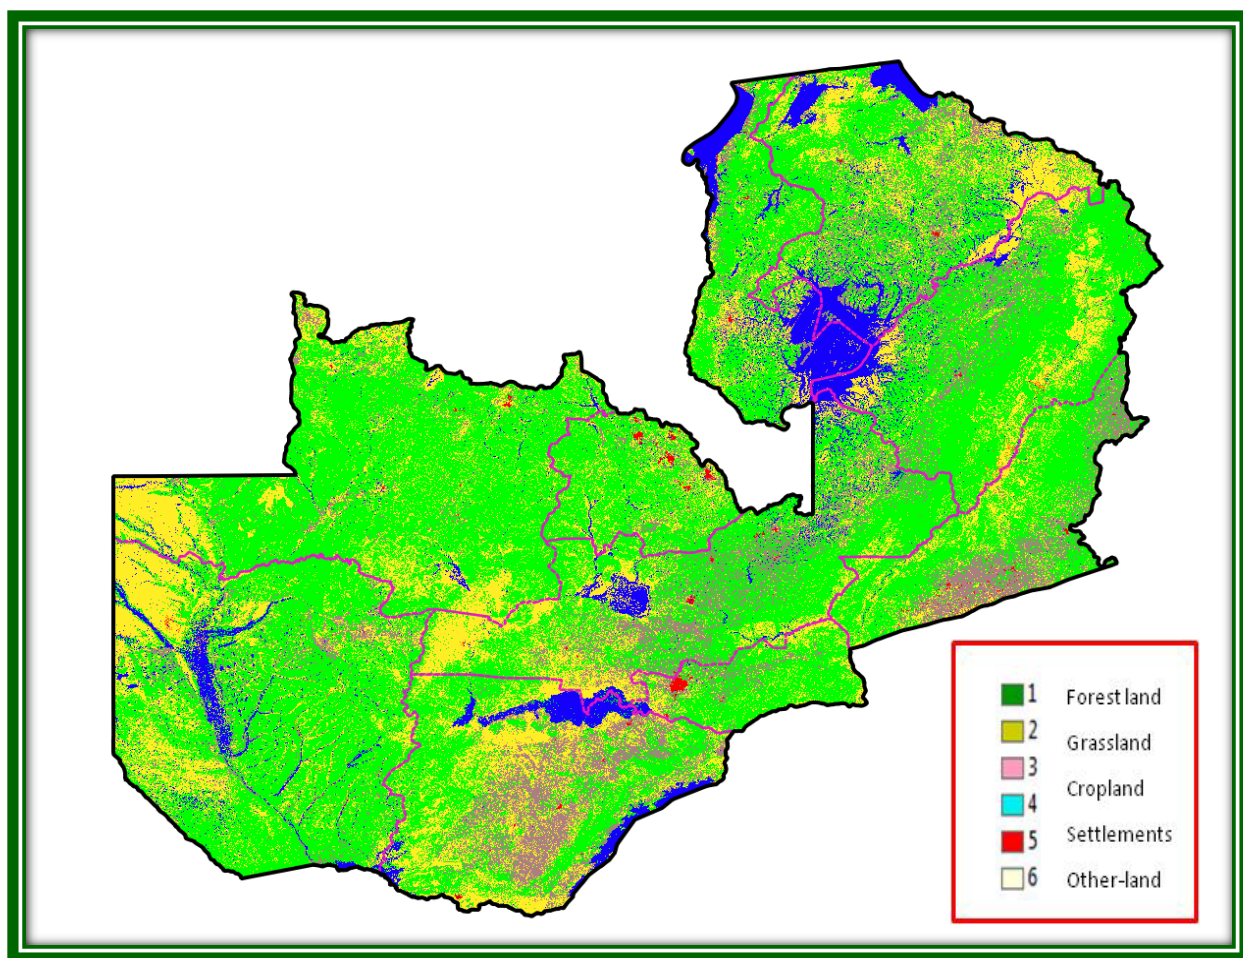 1 Forest land
2 Grassland
3 Cropland
4
5 Settlements
6 Other-land